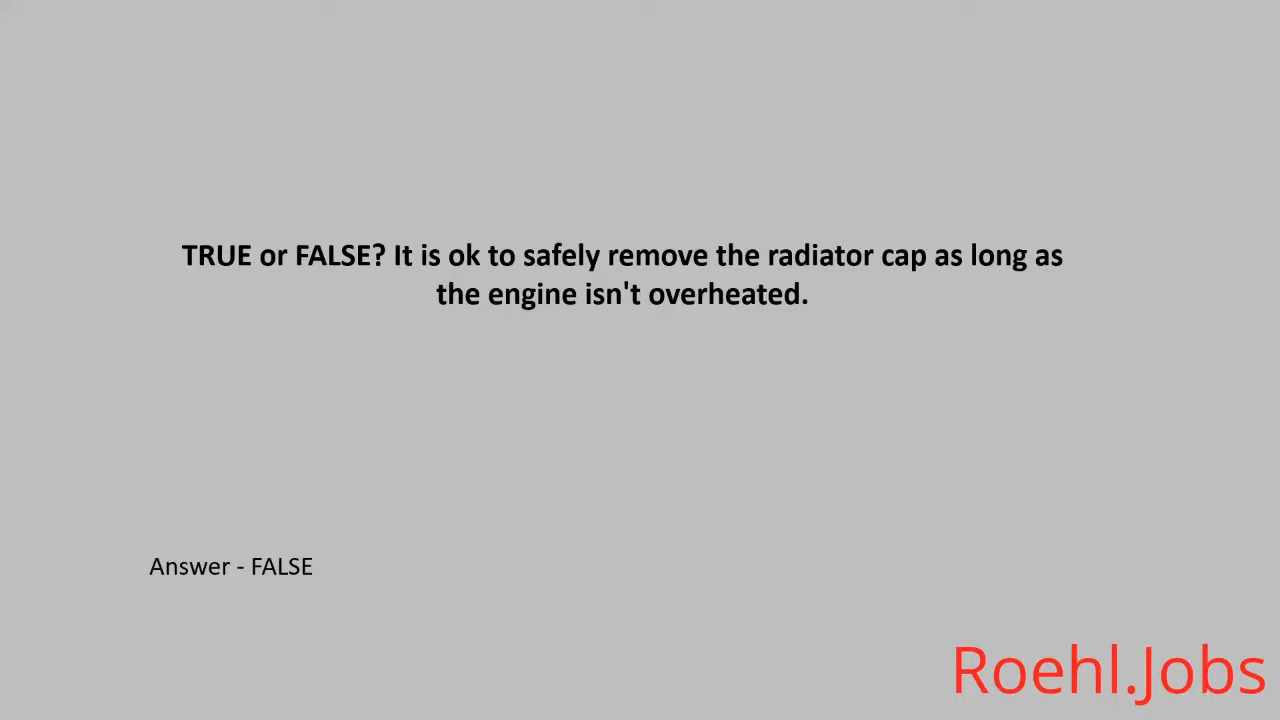 TRUE or FALSE? It is ok to safely remove the radiator cap as long as
the engine isn't overheated.
Answer - FALSE
Roehl.Jobs